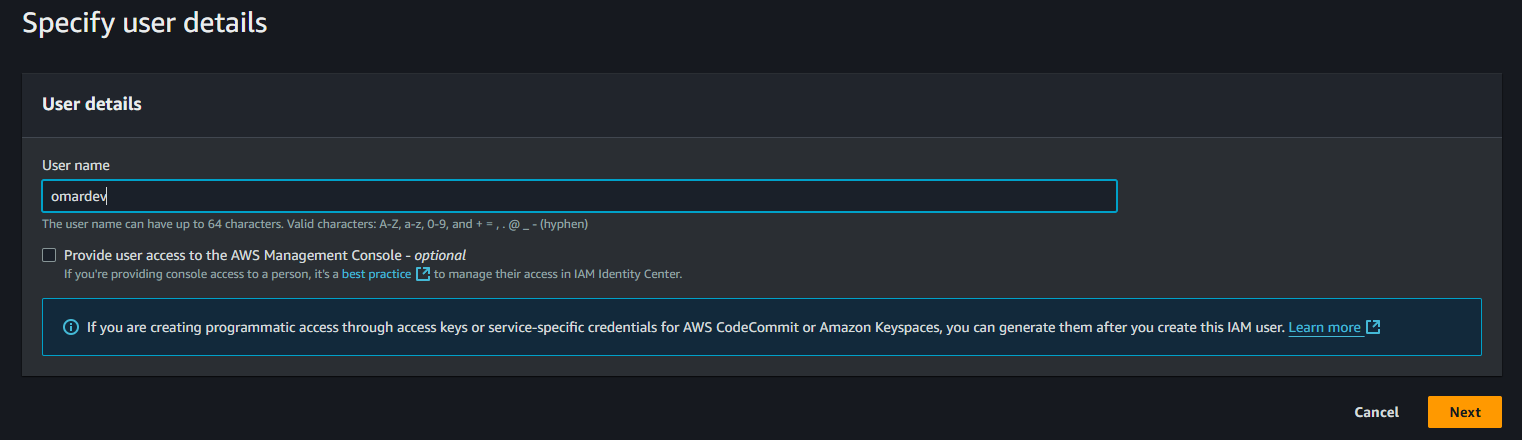 Specify user details
User details
User name
omardev
The user name can have up to 64 characters. Valid characters: A-Z, a-z, 0-9, and + = , . @ _ - (hyphen)
Provide user access to the AWS Management Console - optional
If you're providing console access to a person, it's a best practice to manage their access in IAM Identity Center.
If you are creating programmatic access through access keys or service-specific credentials for AWS CodeCommit or Amazon Keyspaces, you can generate them after you create this IAM user. Learn more
Cancel Next